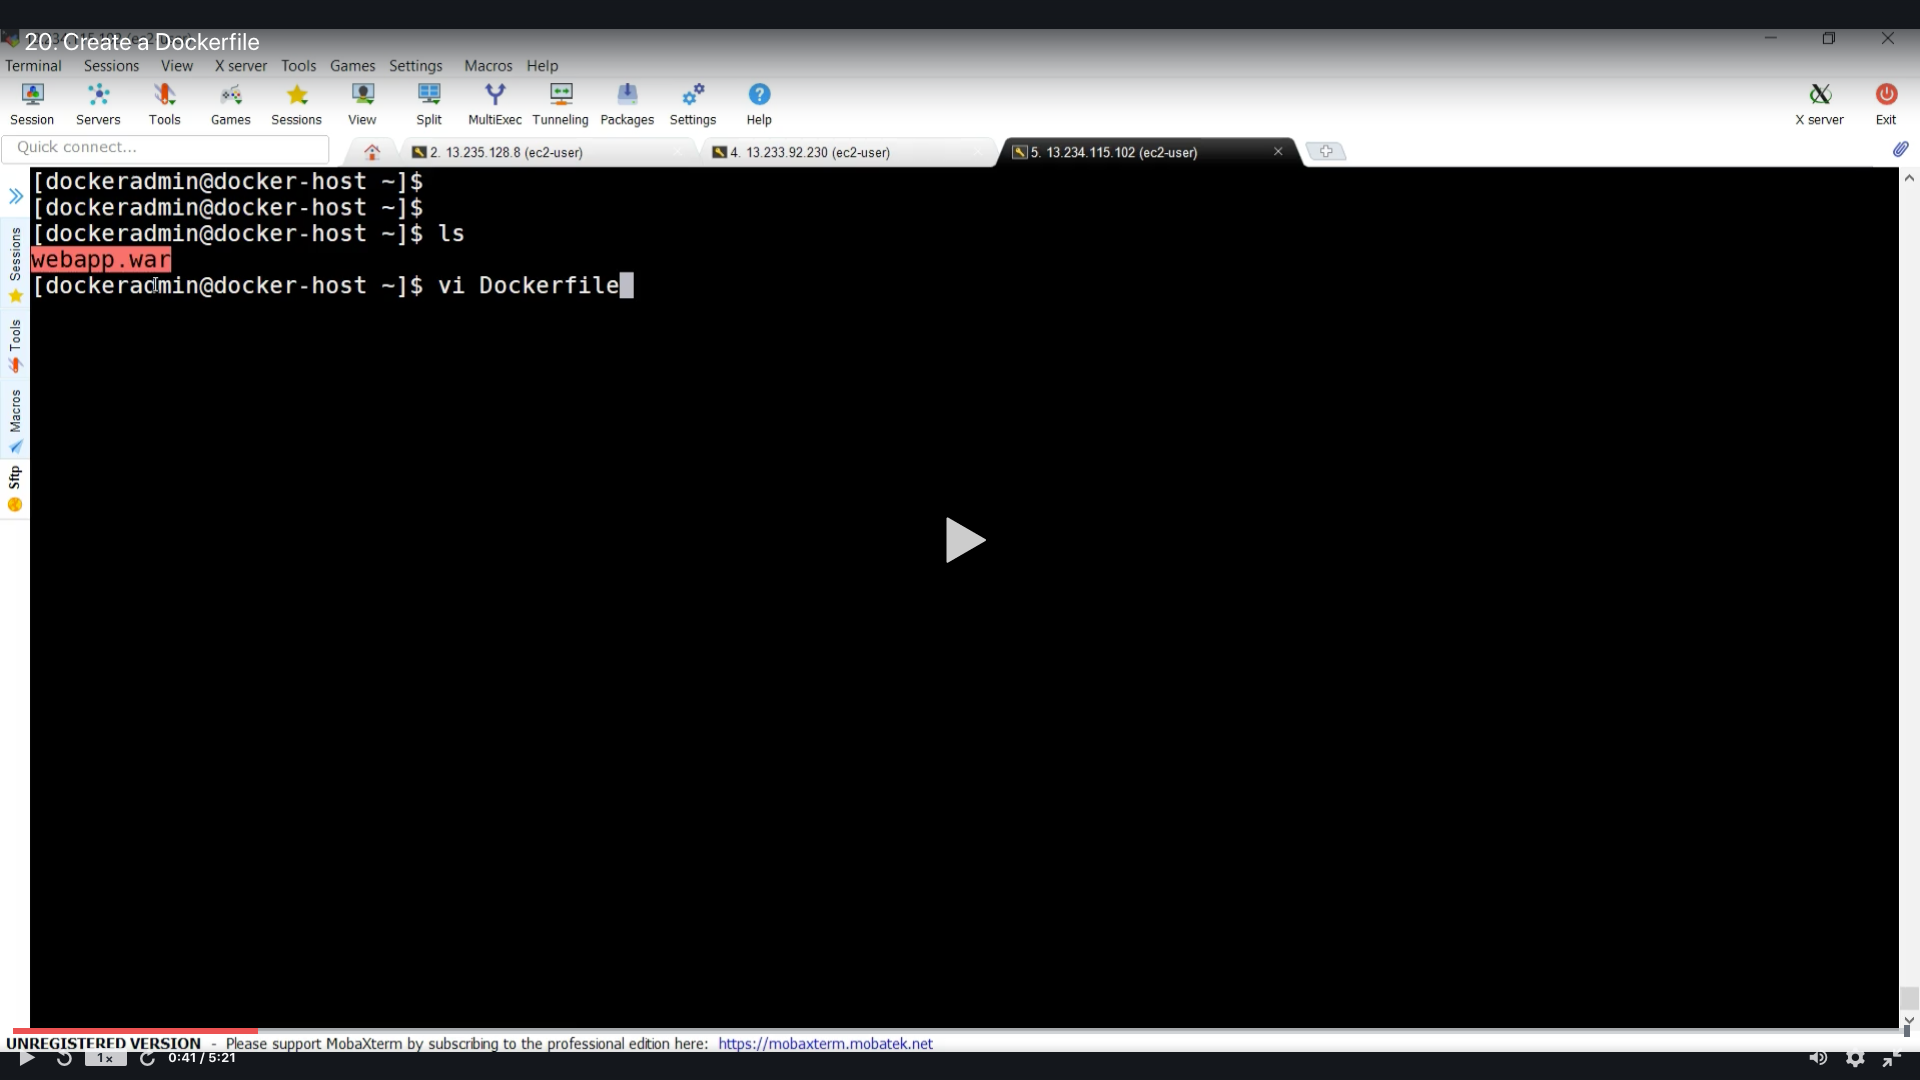 20. Create a Dockerfile
Terminal Sessions View X server Tools Games Settings Macros Help
Session Servers Tools Games Sessions View Split MultiExec Tunneling Packages Settings Help X server Exit
Quick connect...
2. 13.235.128.8 (ec2-user)
4. 13.233.92.230 (ec2-user)
5. 13.234.115.102 (ec2-user)
[dockeradmin@docker-host ~]$
[dockeradmin@docker-host ~]$
[dockeradmin@docker-host ~]$ ls
webapp.war
[dockeradmin@docker-host ~]$ vi Dockerfile
Sessions
Tools
Macros
Sftp
UNREGISTERED VERSION - Please support MobaXterm by subscribing to the professional edition here: https://mobaxterm.mobatek.net
1x 0:41 / 5:21